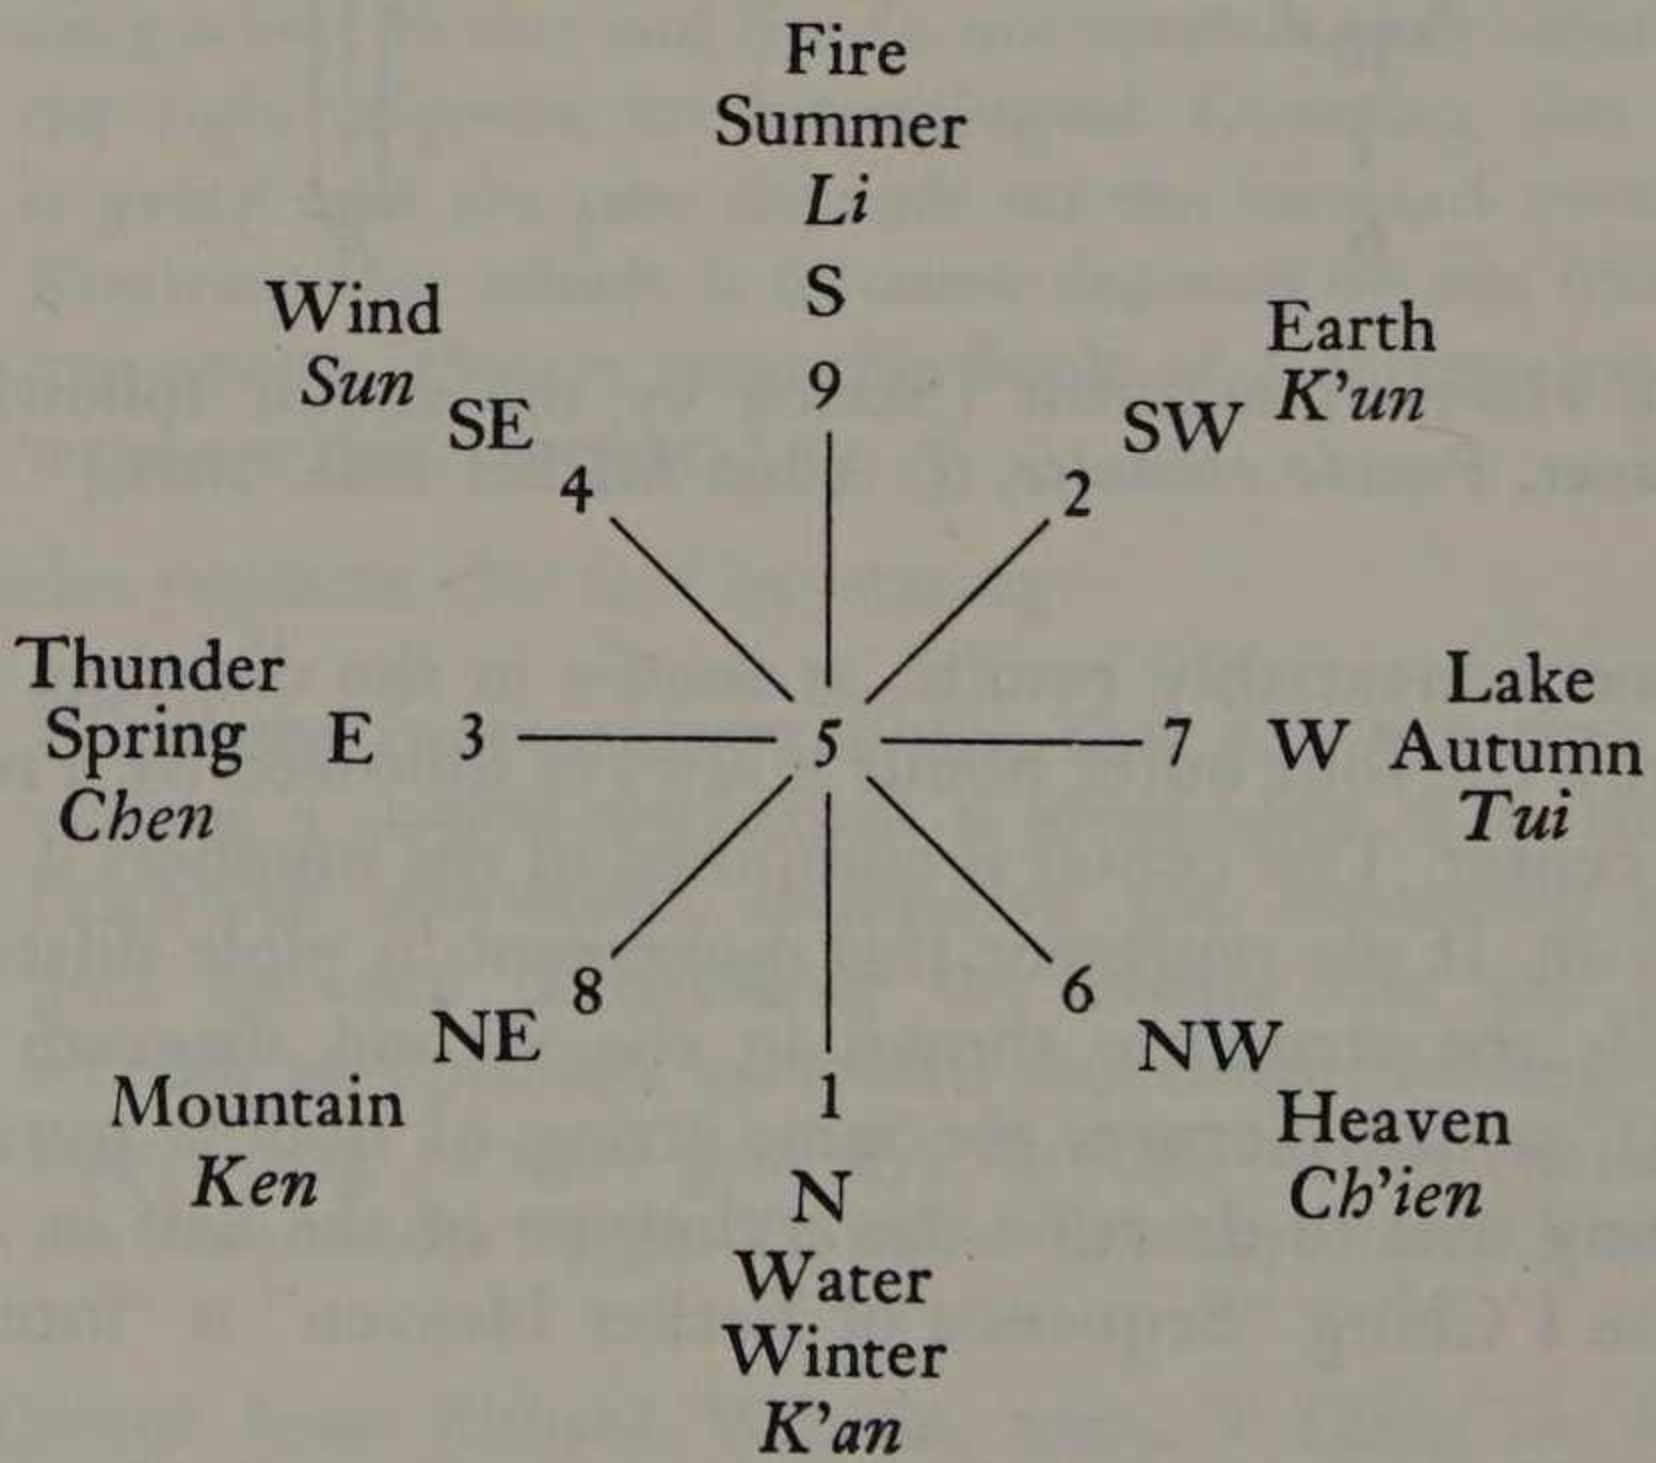 Fire
Summer
Li
S
9
Wind
Sun
SE
4
Earth
K'un
SW
2
Thunder
Spring
Chen
E
3
5
7
W
Lake
Autumn
Tui
8
NE
Mountain
Ken
6
NW
Heaven
Ch'ien
1
N
Water
Winter
K'an